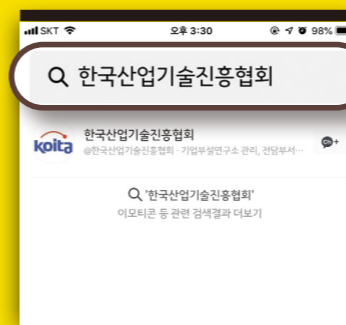 SKT 오후 3:30 98%
한국산업기술진흥협회
koita 한국산업기술진흥협회
@한국산업기술진흥협회 · 기업부설연구소 관리, 전담부서…
'한국산업기술진흥협회'
이모티콘 등 관련 검색결과 더보기